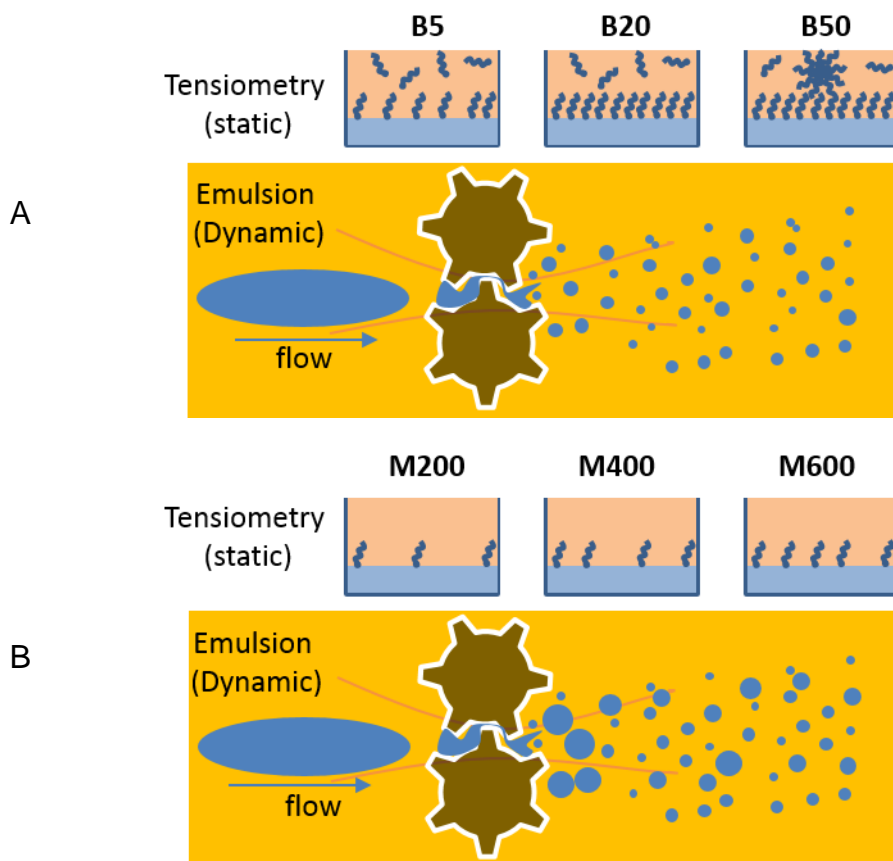 B5 B20 B50
Tensiometry
(static)
A
Emulsion
(Dynamic)
flow
M200 M400 M600
Tensiometry
(static)
B
Emulsion
(Dynamic)
flow